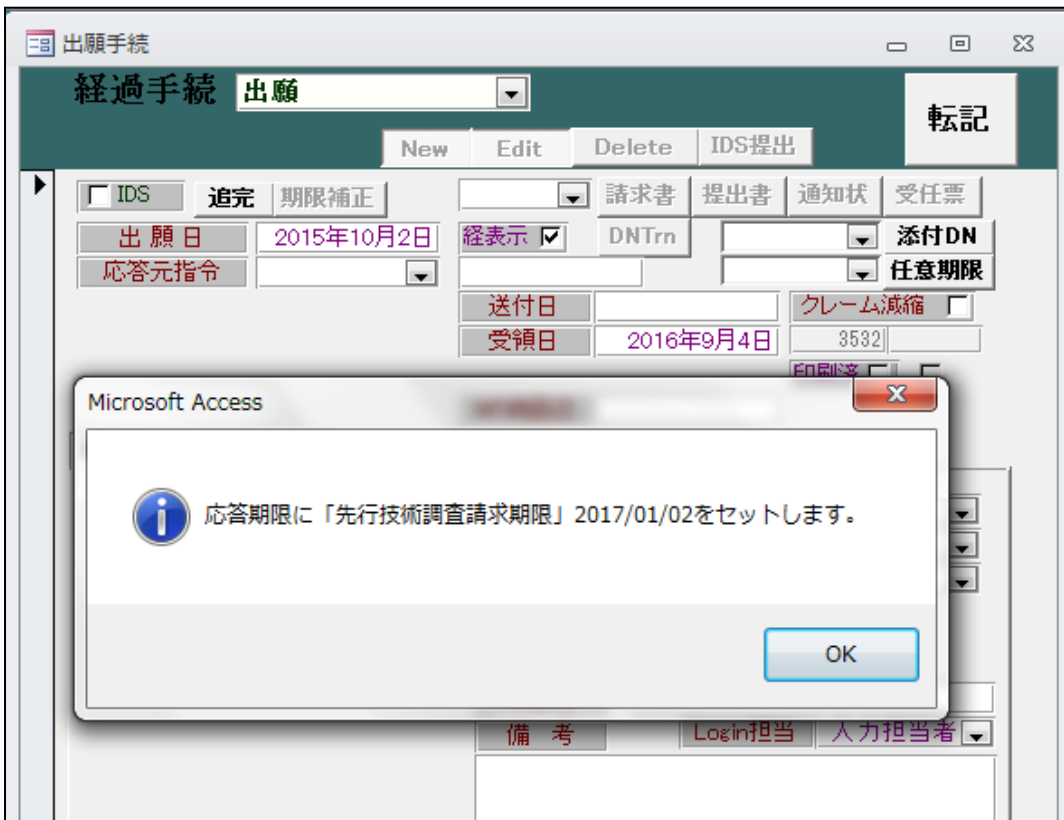 出願手続
経過手続 出願
転記
New Edit Delete IDS提出
IDS 追完 期限補正 請求書 提出書 通知状 受任票
出願日 2015年10月2日 経表示 DNTrn 添付DN
応答元指令 任意期限
送付日 クレーム減縮
受領日 2016年9月4日 3532
印刷済
Microsoft Access
応答期限に「先行技術調査請求期限」2017/01/02をセットします。
OK
備 考 Login担当 入力担当者